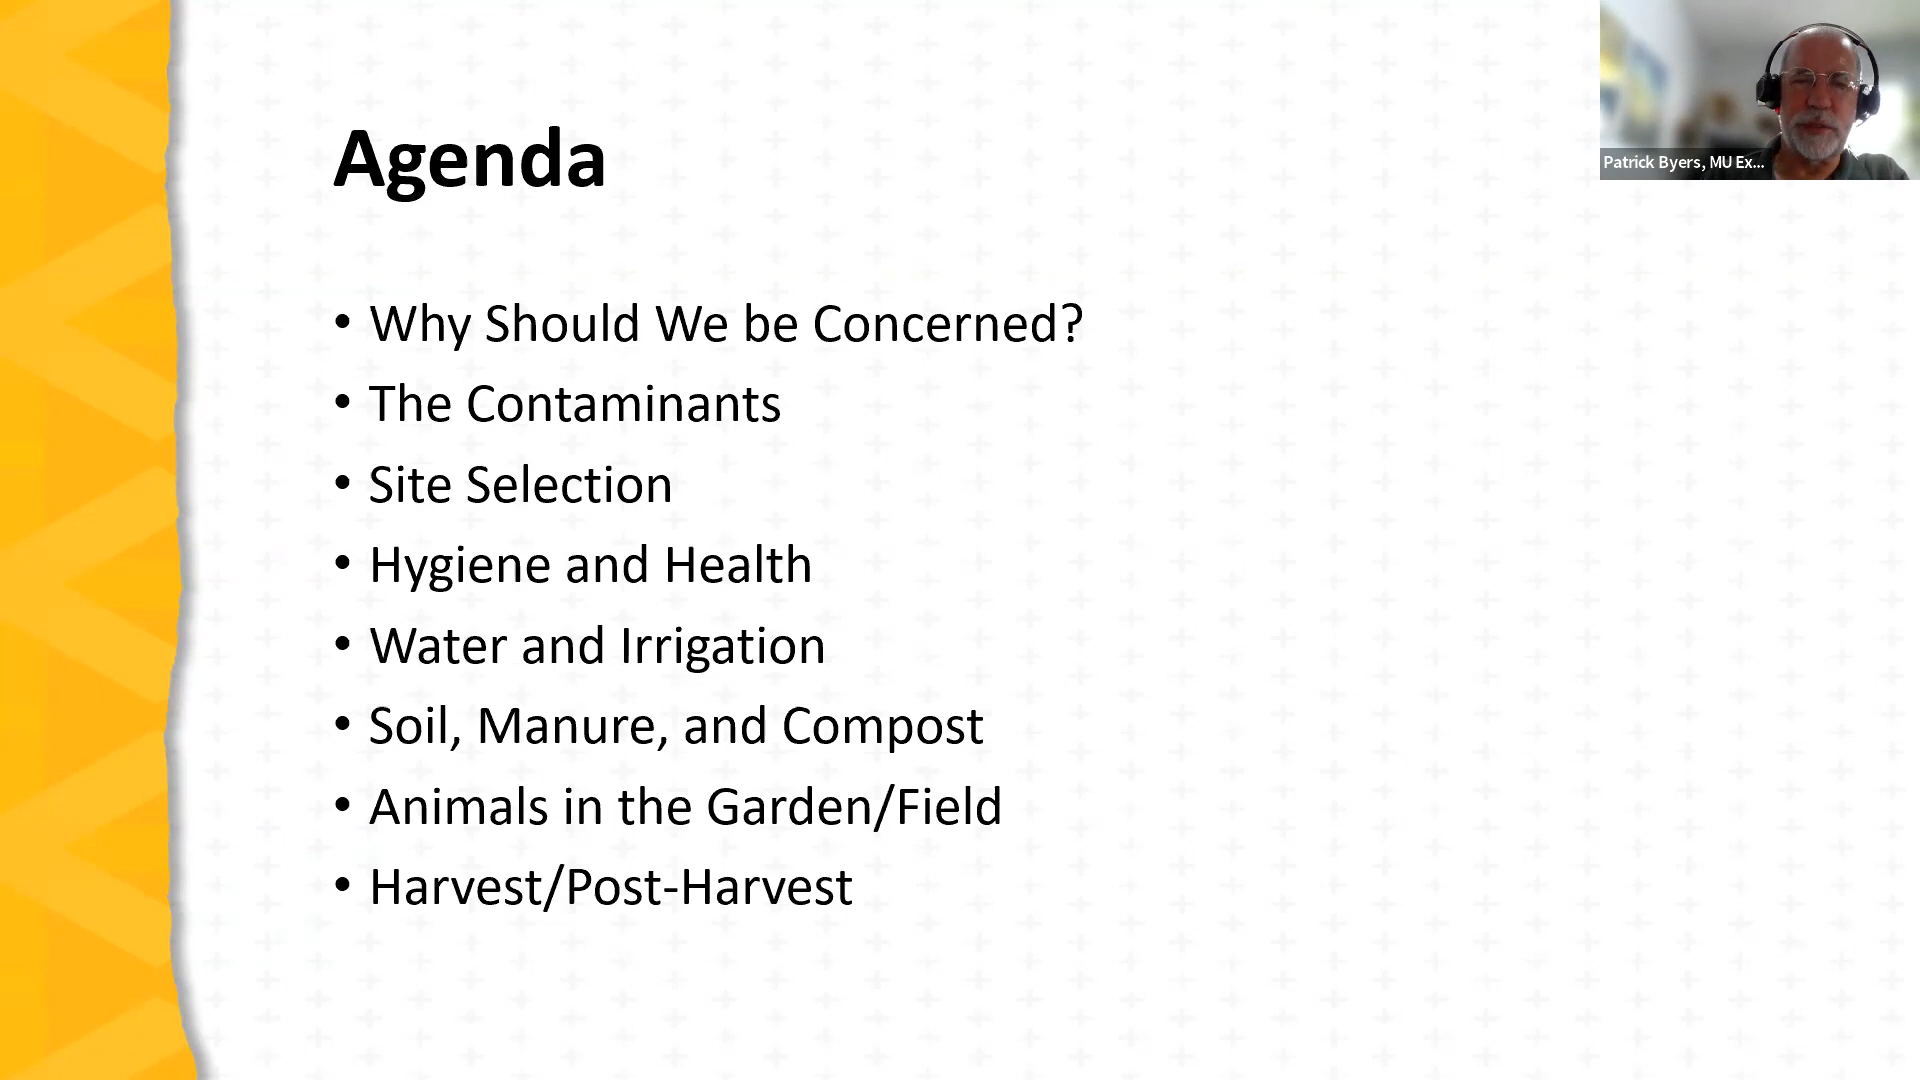 Agenda
• Why Should We be Concerned?
• The Contaminants
• Site Selection
• Hygiene and Health
• Water and Irrigation
• Soil, Manure, and Compost
• Animals in the Garden/Field
• Harvest/Post-Harvest
Patrick Byers, MU Ex...